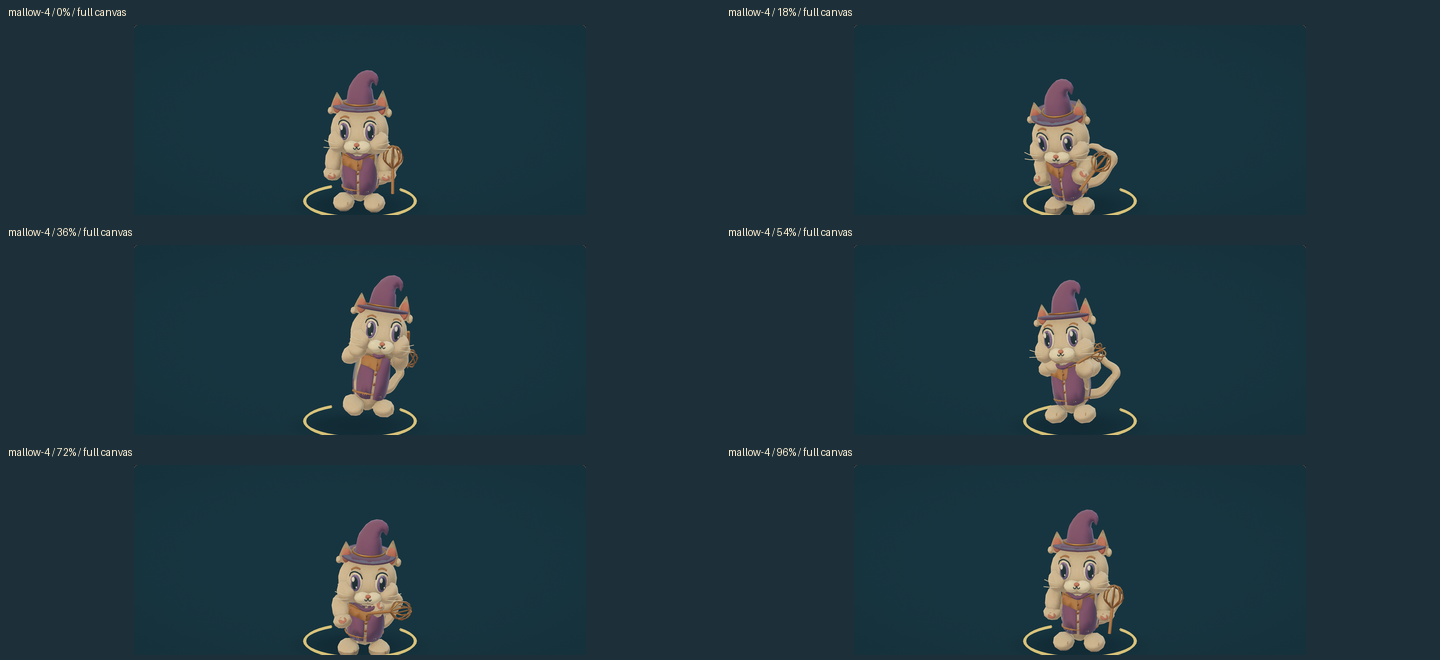 mallow-4 / 0% / full canvas
mallow-4 / 18% / full canvas
mallow-4 / 36% / full canvas
mallow-4 / 54% / full canvas
mallow-4 / 72% / full canvas
mallow-4 / 96% / full canvas